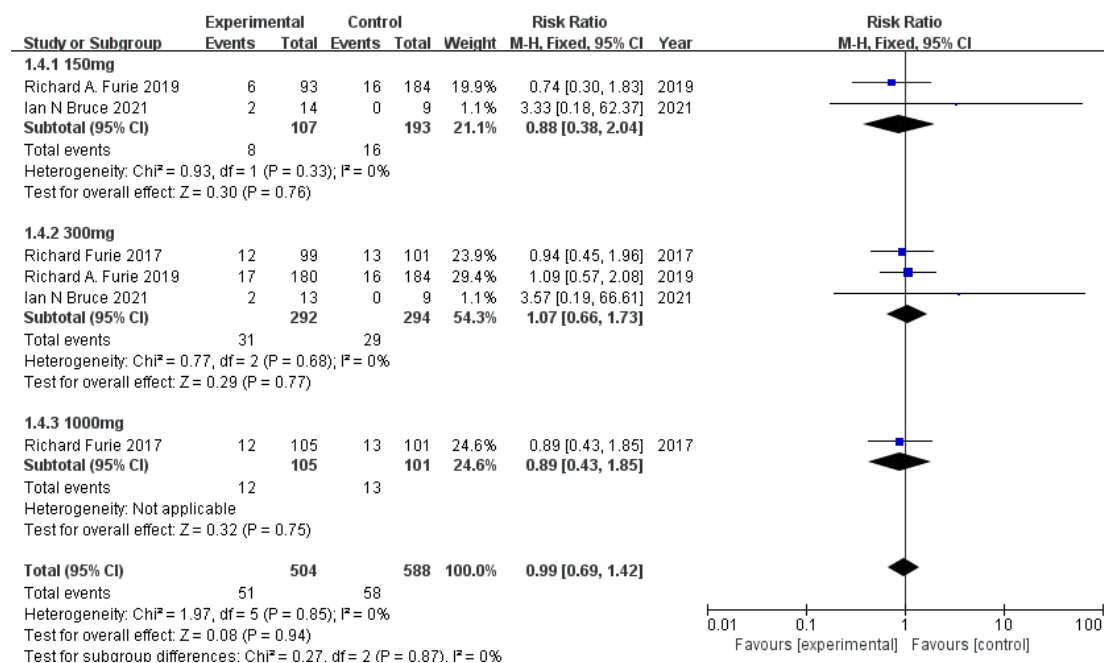 Experimental Control Risk Ratio Risk Ratio
Study or Subgroup Events Total Events Total Weight M-H, Fixed, 95% CI Year M-H, Fixed, 95% CI
1.4.1 150mg
Richard A. Furie 2019 6 93 16 184 19.9% 0.74 [0.30, 1.83] 2019
Ian N Bruce 2021 2 14 0 9 1.1% 3.33 [0.18, 62.37] 2021
Subtotal (95% CI) 107 193 21.1% 0.88 [0.38, 2.04]
Total events 8 16
Heterogeneity: Chi² = 0.93, df = 1 (P = 0.33); I² = 0%
Test for overall effect: Z = 0.30 (P = 0.76)
1.4.2 300mg
Richard Furie 2017 12 99 13 101 23.9% 0.94 [0.45, 1.96] 2017
Richard A. Furie 2019 17 180 16 184 29.4% 1.09 [0.57, 2.08] 2019
Ian N Bruce 2021 2 13 0 9 1.1% 3.57 [0.19, 66.61] 2021
Subtotal (95% CI) 292 294 54.3% 1.07 [0.66, 1.73]
Total events 31 29
Heterogeneity: Chi² = 0.77, df = 2 (P = 0.68); I² = 0%
Test for overall effect: Z = 0.29 (P = 0.77)
1.4.3 1000mg
Richard Furie 2017 12 105 13 101 24.6% 0.89 [0.43, 1.85] 2017
Subtotal (95% CI) 105 101 24.6% 0.89 [0.43, 1.85]
Total events 12 13
Heterogeneity: Not applicable
Test for overall effect: Z = 0.32 (P = 0.75)
Total (95% CI) 504 588 100.0% 0.99 [0.69, 1.42]
Total events 51 58
Heterogeneity: Chi² = 1.97, df = 5 (P = 0.85); I² = 0%
Test for overall effect: Z = 0.08 (P = 0.94)
Test for subgroup differences: Chi² = 0.27, df = 2 (P = 0.87), I² = 0%
0.01 0.1 1 10 100
Favours [experimental] Favours [control]